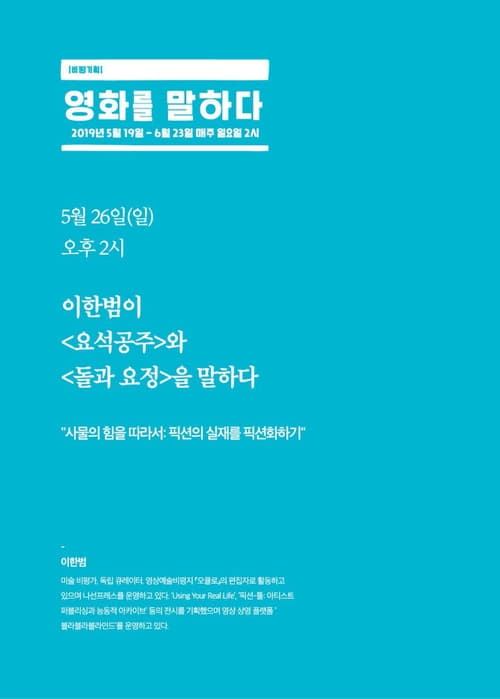 |비평기획|
영화를 말하다
2019년 5월 19일 – 6월 23일 매주 일요일 2시
5월 26일(일)
오후 2시
이한범이
<요석공주>와
<돌과 요정>을 말하다
"사물의 힘을 따라서: 픽션의 실재를 픽션화하기"
-
이한범
미술 비평가, 독립 큐레이터, 영상예술비평지 『오큘로』의 편집자로 활동하고
있으며 나선프레스를 운영하고 있다. 'Using Your Real Life', '픽션-툴: 아티스트
퍼블리싱과 능동적 아카이브' 등의 전시를 기획했으며 영상 상영 플랫폼 '
블라블라블라인드'를 운영하고 있다.